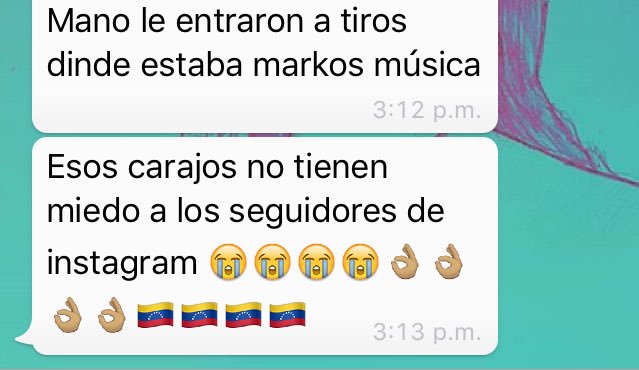 Mano le entraron a tiros
dinde estaba markos música
3:12 p.m.
Esos carajos no tienen
miedo a los seguidores de
instagram 😭😭😭😭👌🏽👌🏽
👌🏽👌🏽🇻🇪🇻🇪🇻🇪🇻🇪
3:13 p.m.